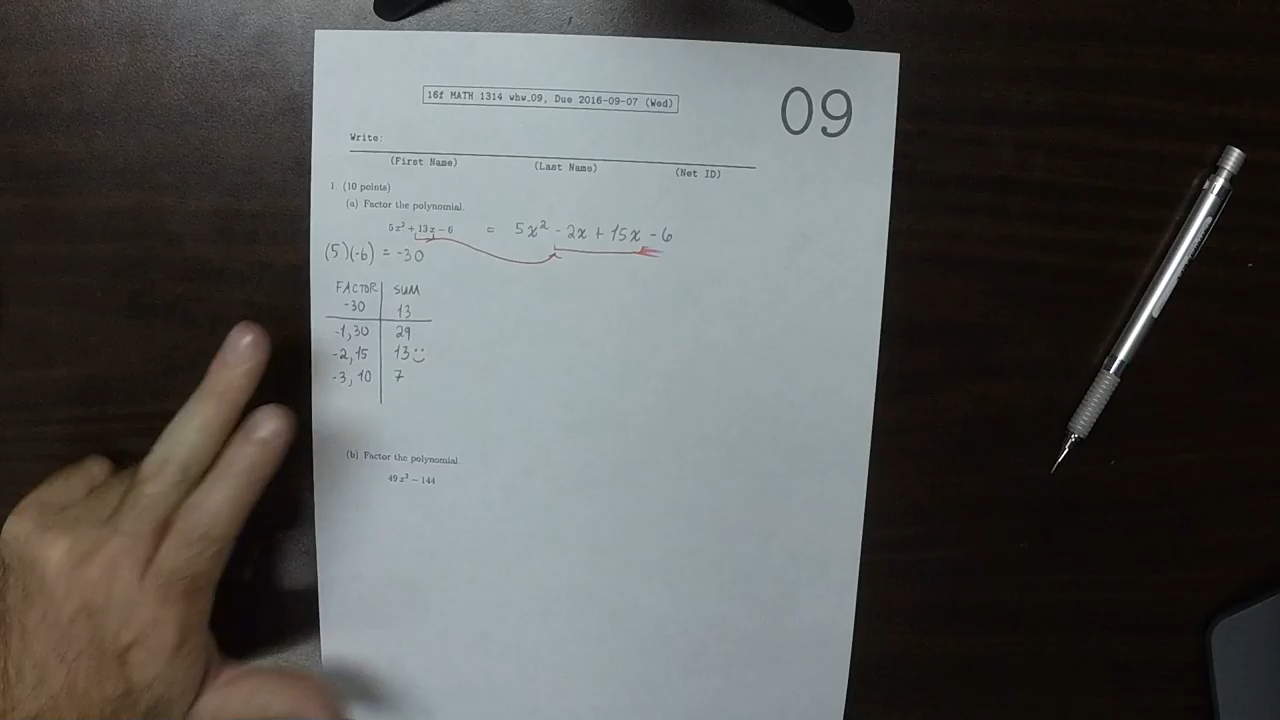 16f MATH 1314 whw_09, Due 2016-09-07 (Wed)
09
Write:
(First Name) (Last Name) (Net ID)
1. (10 points)
(a) Factor the polynomial.
5x² + 13x − 6 = 5x² - 2x + 15x - 6
(5)(-6) = -30
FACTOR SUM
-30 13
-1, 30 29
-2, 15 13
-3, 10 7
(b) Factor the polynomial.
49x² − 144